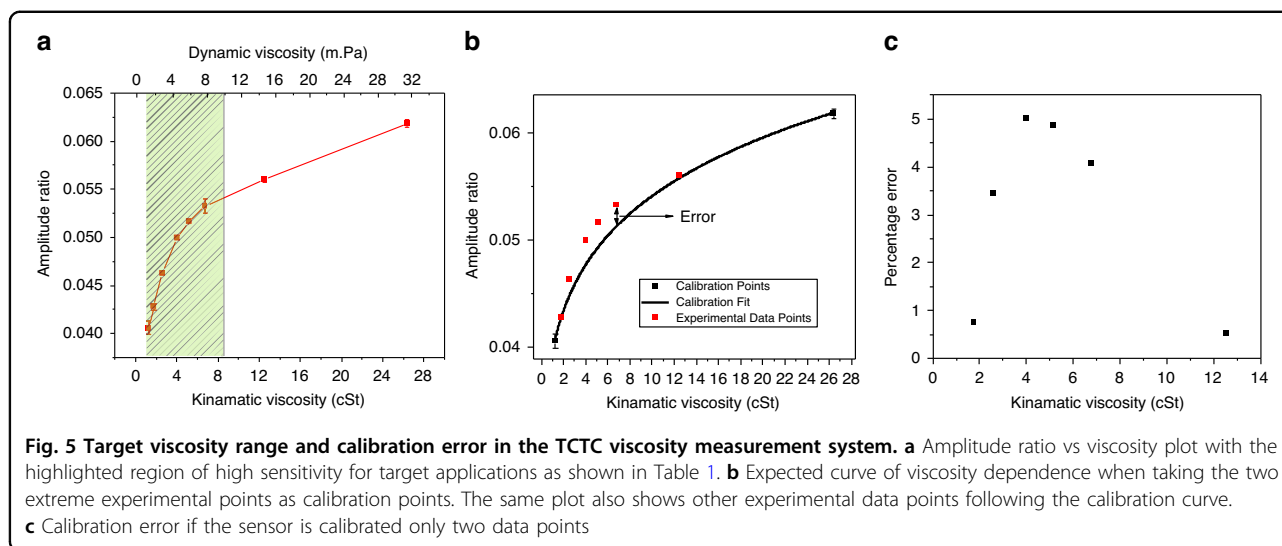 a
Dynamic viscosity (m.Pa)
0 4 8 12 16 20 24 28 32
0.065
0.060
0.055
0.050
0.045
0.040
Amplitude ratio
0 4 8 12 16 20 24 28
Kinamatic viscosity (cSt)
b
0.06
0.05
0.04
Amplitude ratio
Error
Calibration Points
Calibration Fit
Experimental Data Points
0 2 4 6 8 10 12 14 16 18 20 22 24 26 28
Kinamatic viscosity (cSt)
c
5
4
3
2
1
0
Percentage error
0 2 4 6 8 10 12 14
Kinamatic viscosity (cSt)
Fig. 5 Target viscosity range and calibration error in the TCTC viscosity measurement system. a Amplitude ratio vs viscosity plot with the
highlighted region of high sensitivity for target applications as shown in Table 1. b Expected curve of viscosity dependence when taking the two
extreme experimental points as calibration points. The same plot also shows other experimental data points following the calibration curve.
c Calibration error if the sensor is calibrated only two data points